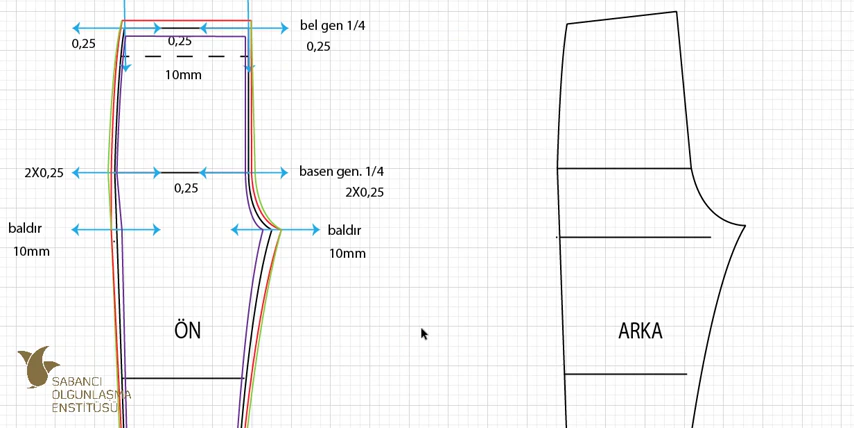 bel gen 1/4
0,25
0,25
0,25
10mm
2X0,25
basen gen. 1/4
2X0,25
0,25
baldır
10mm
baldır
10mm
ÖN
ARKA
SABANCI
OLGUNLAŞMA
ENSTİTÜSÜ